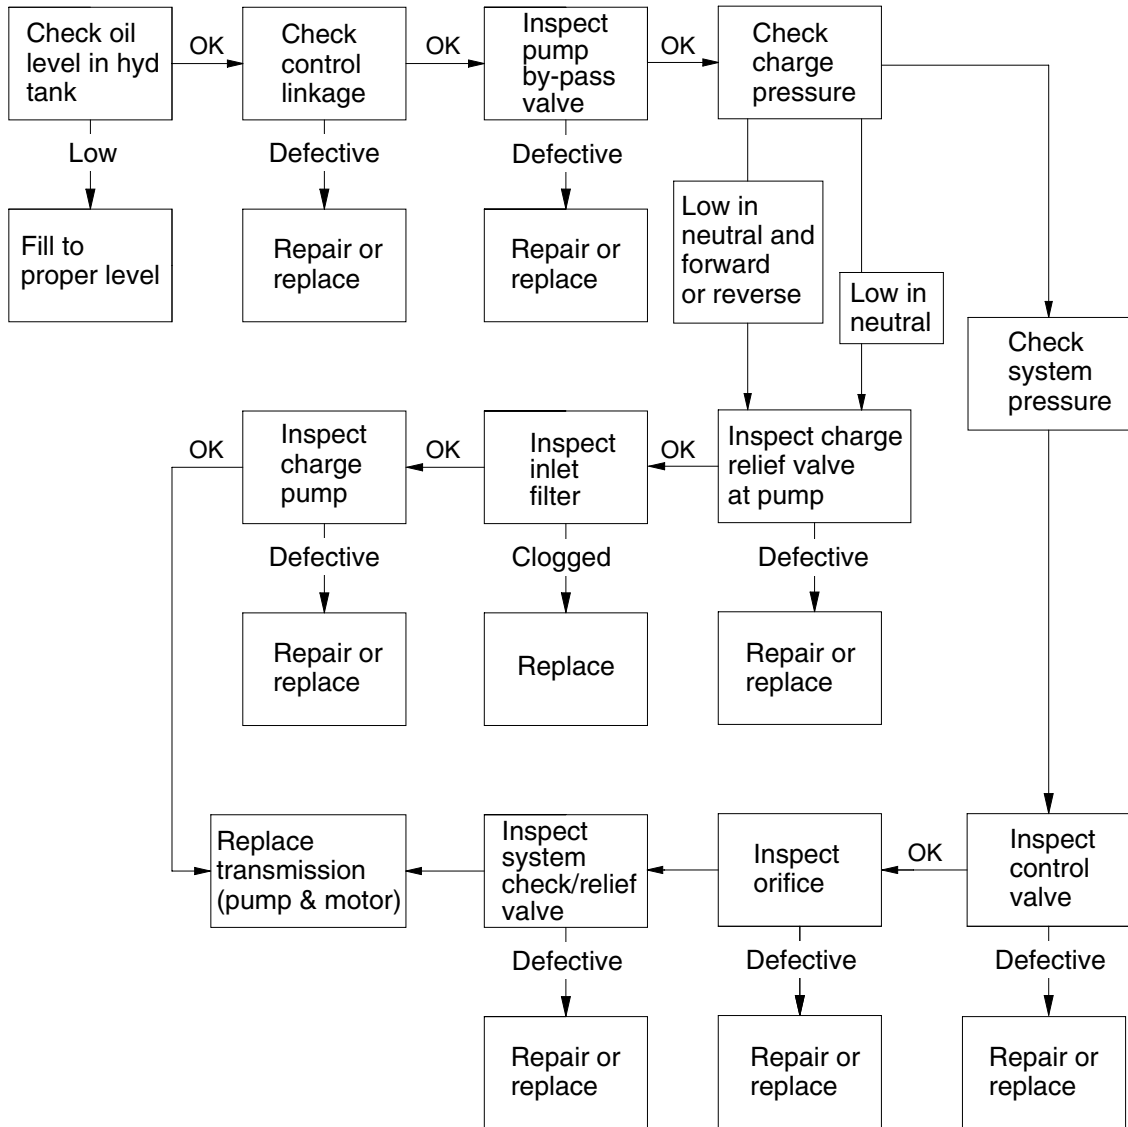 Check oil
level in hyd
tank
OK
Check
control
linkage
OK
Inspect
pump
by-pass
valve
OK
Check
charge
pressure
Low
Defective
Defective
Fill to
proper level
Repair or
replace
Repair or
replace
Low in
neutral and
forward
or reverse
Low in
neutral
Check
system
pressure
OK
Inspect
charge
pump
OK
Inspect
inlet
filter
OK
Inspect charge
relief valve
at pump
Defective
Clogged
Defective
Repair or
replace
Replace
Repair or
replace
Replace
transmission
(pump & motor)
Inspect
system
check/relief
valve
Inspect
orifice
OK
Inspect
control
valve
Defective
Defective
Defective
Repair or
replace
Repair or
replace
Repair or
replace